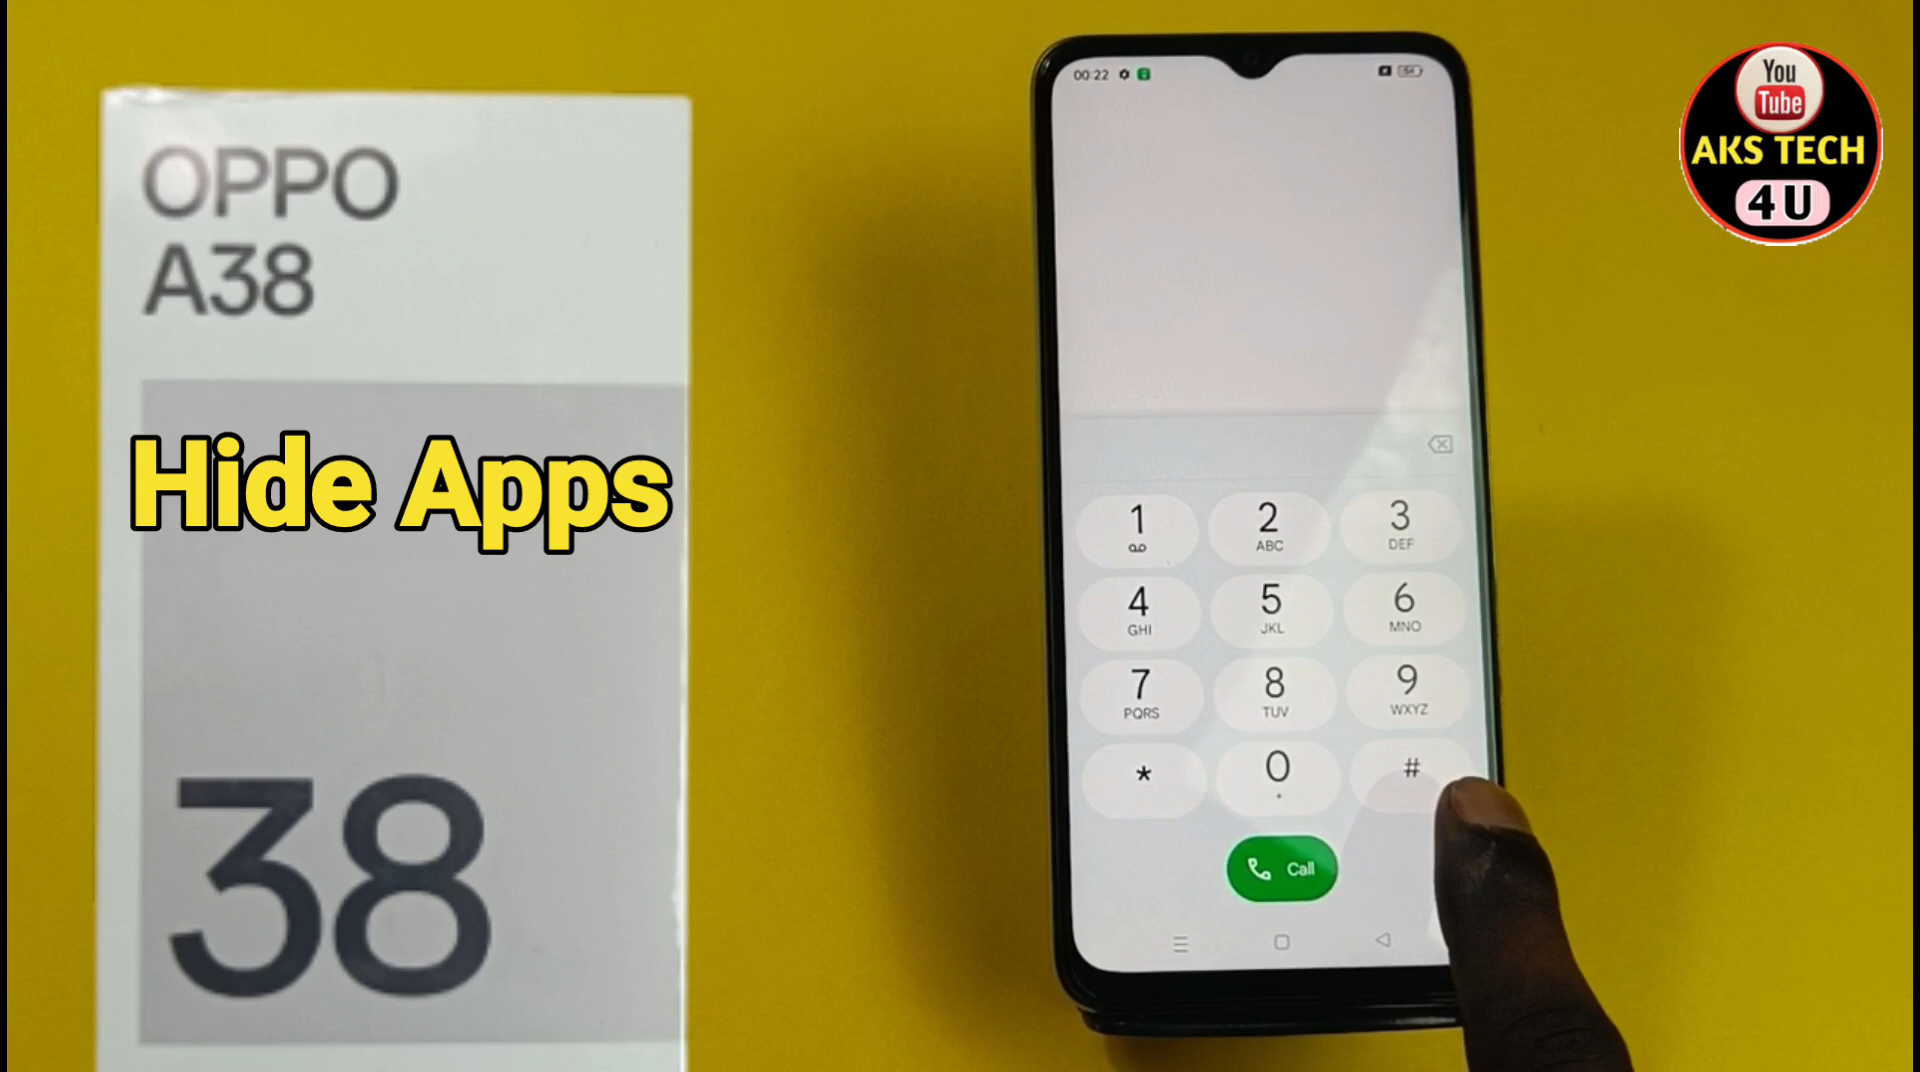 OPPO
A38
Hide Apps
38
00:22
54
1
2
ABC
3
DEF
4
GHI
5
JKL
6
MNO
7
PQRS
8
TUV
9
WXYZ
*
0
+
#
Call
You
Tube
AKS TECH
4U